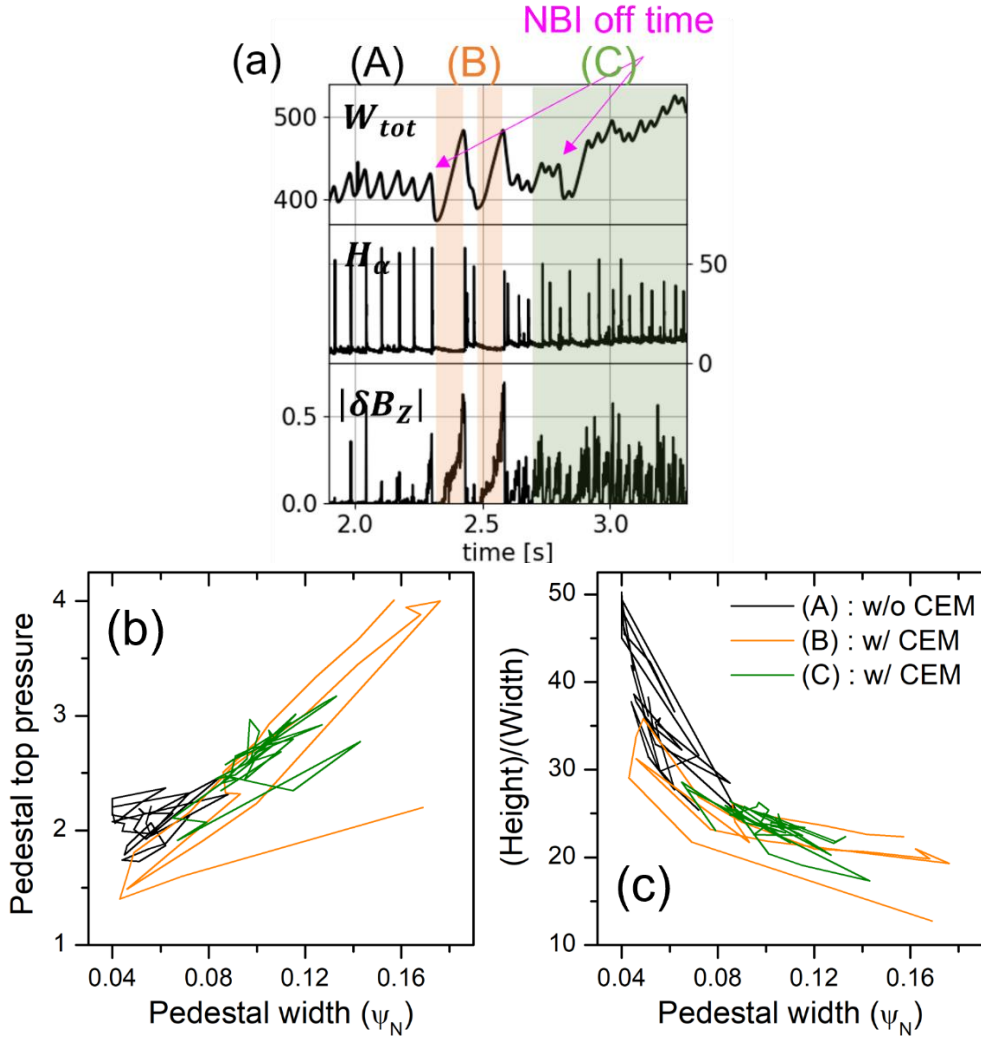 NBI off time
(a) (A) (B) (C)
W_{tot}
500
400
H_α
50
0
|δB_Z|
0.5
0.0
2.0 2.5 3.0
time [s]
(b)
Pedestal top pressure
4
3
2
1
0.04 0.08 0.12 0.16
Pedestal width (ψ_N)
(c)
(Height)/(Width)
50
40
30
20
10
(A) : w/o CEM
(B) : w/ CEM
(C) : w/ CEM
0.04 0.08 0.12 0.16
Pedestal width (ψ_N)